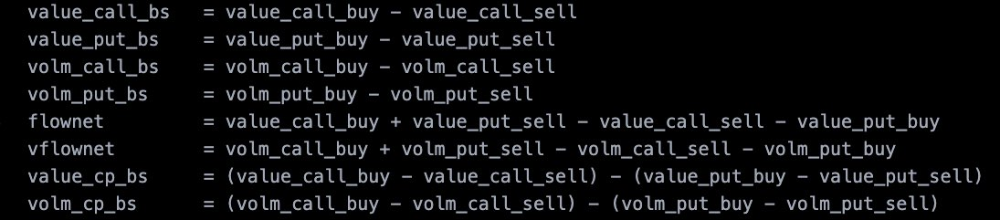 value_call_bs = value_call_buy - value_call_sell
value_put_bs = value_put_buy - value_put_sell
volm_call_bs = volm_call_buy - volm_call_sell
volm_put_bs = volm_put_buy - volm_put_sell
flownet = value_call_buy + value_put_sell - value_call_sell - value_put_buy
vflownet = volm_call_buy + volm_put_sell - volm_call_sell - volm_put_buy
value_cp_bs = (value_call_buy - value_call_sell) - (value_put_buy - value_put_sell)
volm_cp_bs = (volm_call_buy - volm_call_sell) - (volm_put_buy - volm_put_sell)